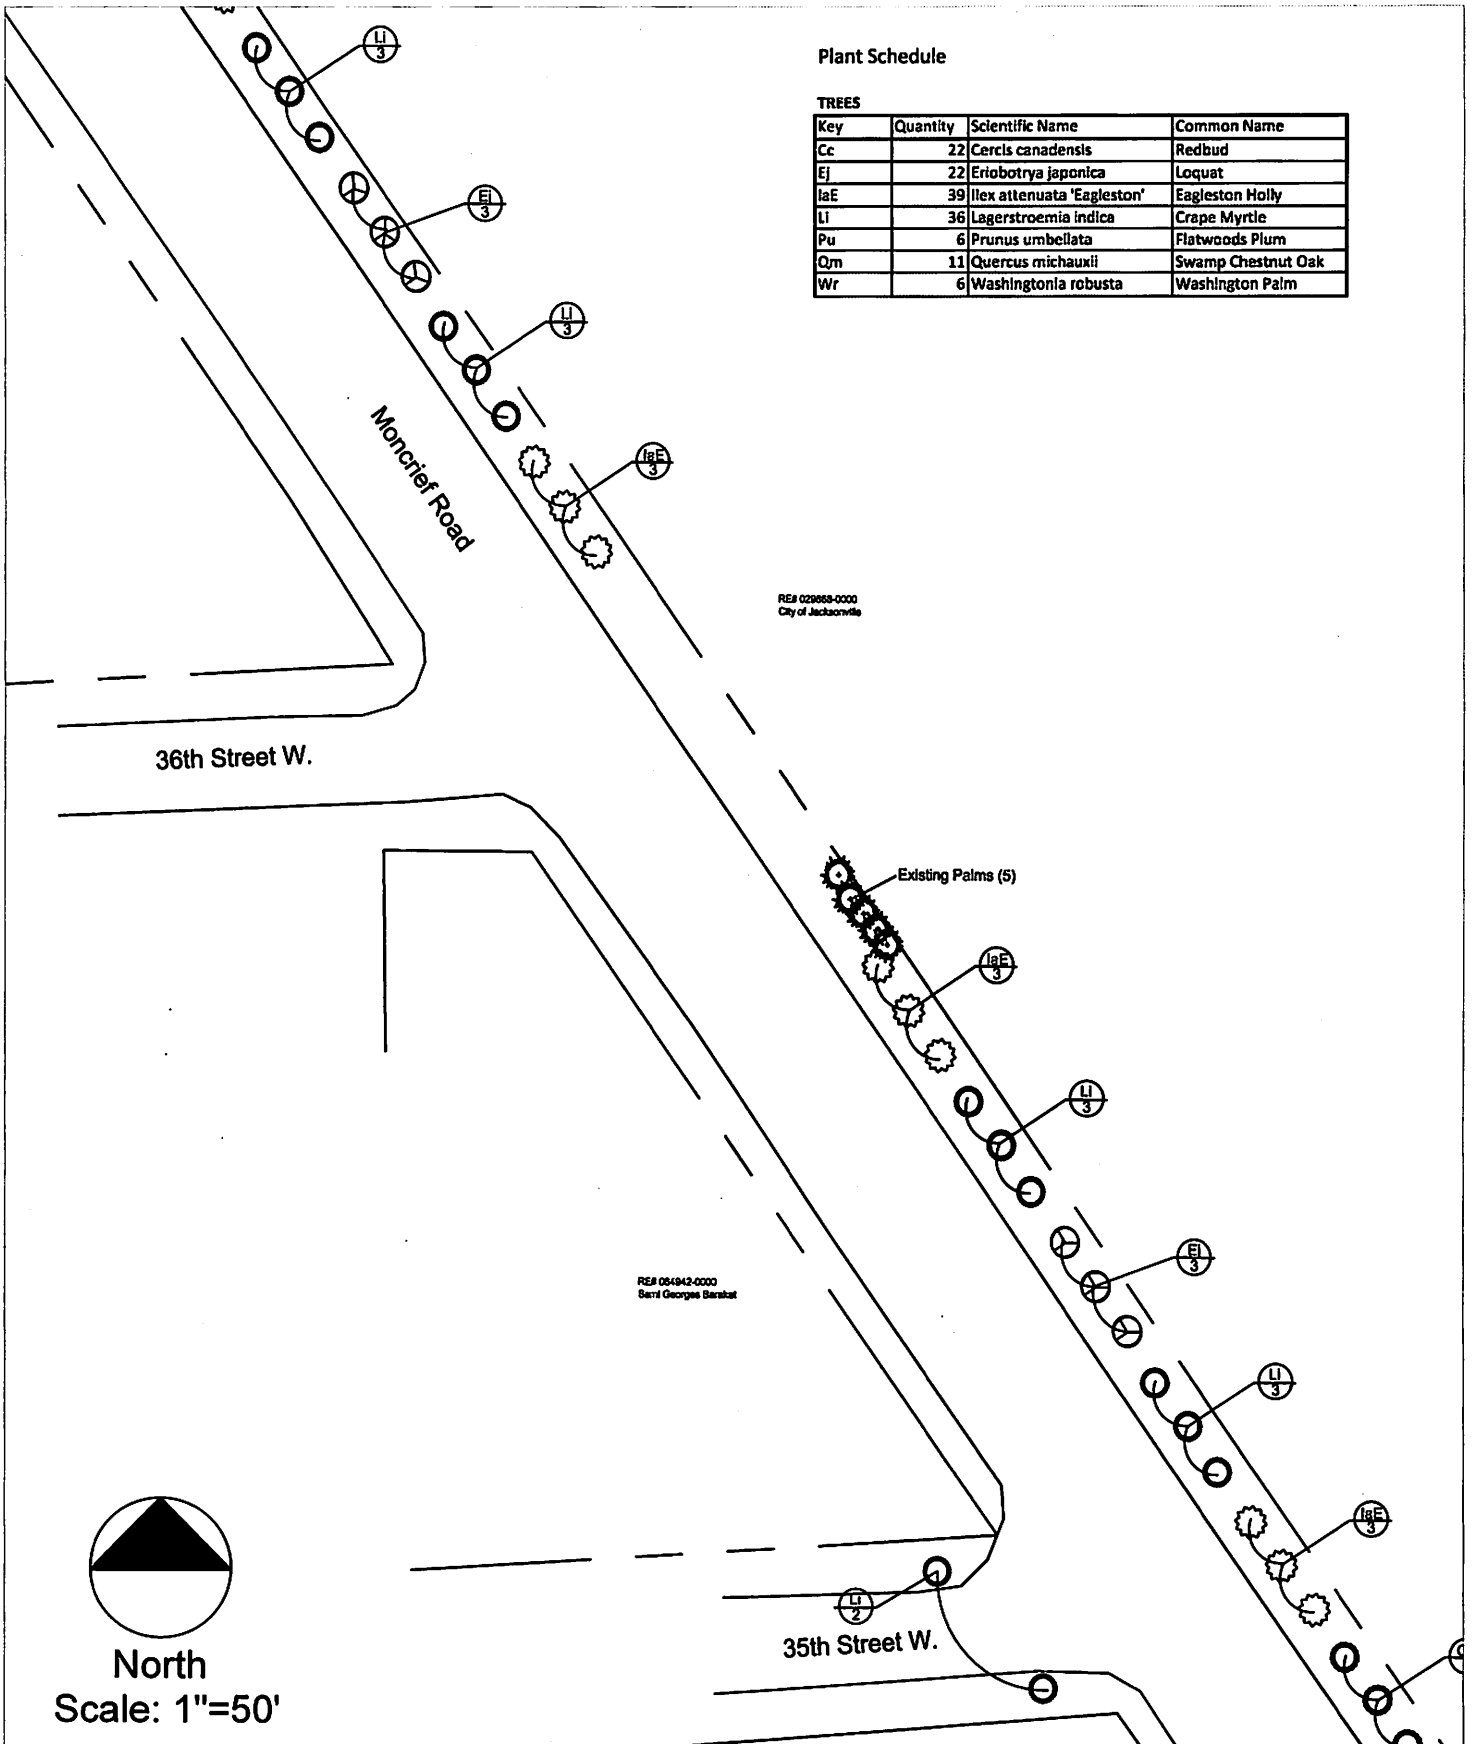 Plant Schedule
TREES
Key Quantity Scientific Name Common Name
Cc 22 Cercis canadensis Redbud
Ej 22 Eriobotrya japonica Loquat
IaE 39 Ilex attenuata 'Eagleston' Eagleston Holly
Li 36 Lagerstroemia indica Crape Myrtle
Pu 6 Prunus umbellata Flatwoods Plum
Qm 11 Quercus michauxii Swamp Chestnut Oak
Wr 6 Washingtonia robusta Washington Palm
Li
3
Ej
3
Li
3
IaE
3
Moncrief Road
RE# 029868-0000
City of Jacksonville
36th Street W.
Existing Palms (5)
IaE
3
Li
3
Ej
3
RE# 084942-0000
Sami Georges Barakat
Li
3
IaE
3
Li
2
35th Street W.
North
Scale: 1"=50'